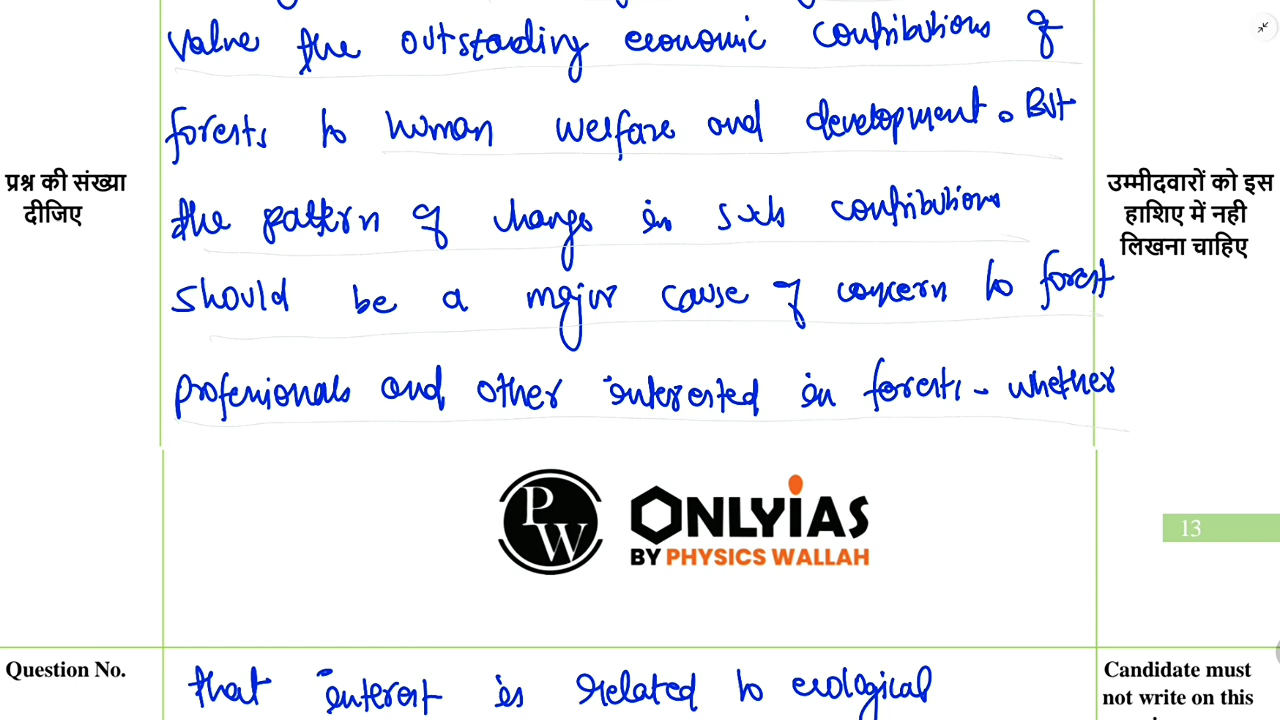 value the outstanding economic contributions of
forests to human welfare and development. But
प्रश्न की संख्या
दीजिए
the pattern of change in such contributions
उम्मीदवारों को इस
हाशिए में नही
लिखना चाहिए
should be a major cause of concern to forest
professionals and other interested in forests - whether
PW
ONLYIAS
BY PHYSICS WALLAH
13
Question No.
that interest is related to ecological
Candidate must
not write on this